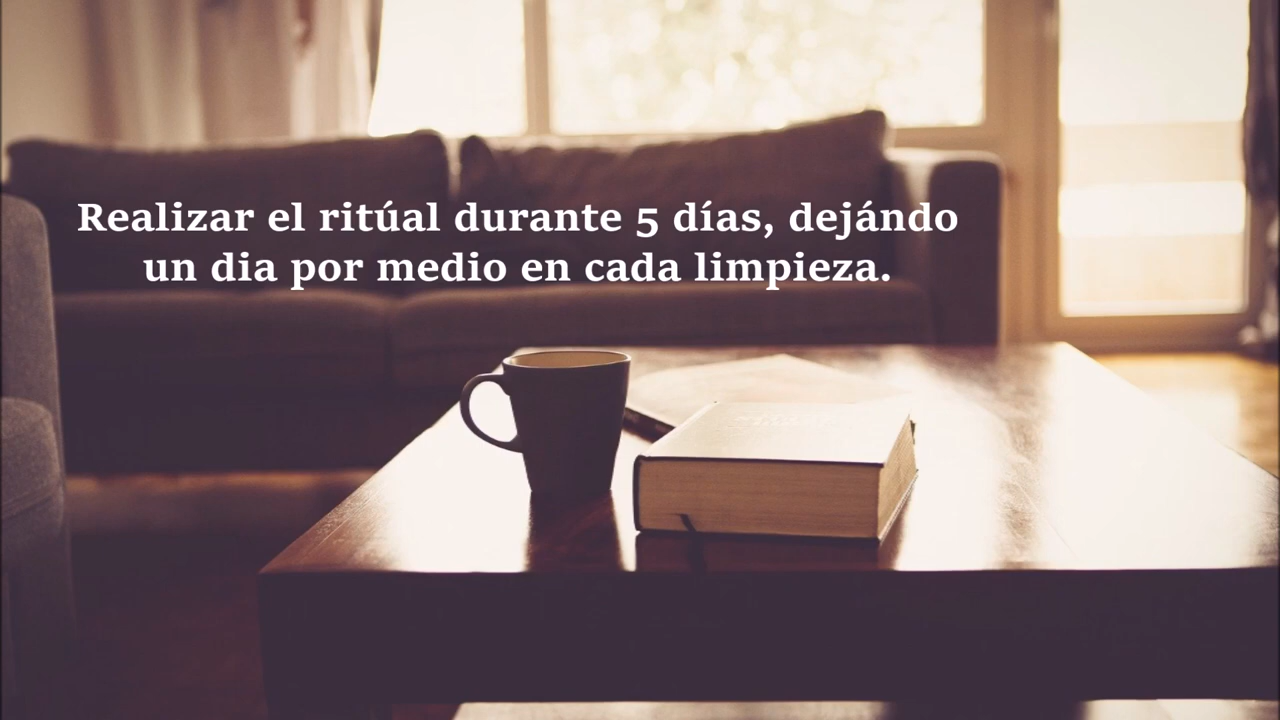 Realizar el ritúal durante 5 días, dejándo
un dia por medio en cada limpieza.